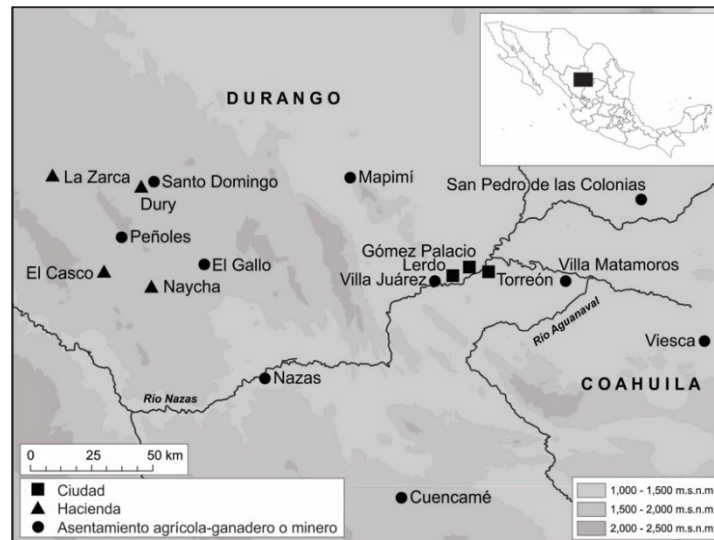 DURANGO
La Zarca
Santo Domingo
Dury
Mapimí
San Pedro de las Colonias
Peñoles
El Casco
El Gallo
Naycha
Gómez Palacio
Lerdo
Villa Juárez
Torreón
Villa Matamoros
Río Aguanaval
Viesca
COAHUILA
Nazas
Río Nazas
Cuencamé
0 25 50 km
Ciudad
Hacienda
Asentamiento agrícola-ganadero o minero
1,000 - 1,500 m.s.n.m.
1,500 - 2,000 m.s.n.m.
2,000 - 2,500 m.s.n.m.